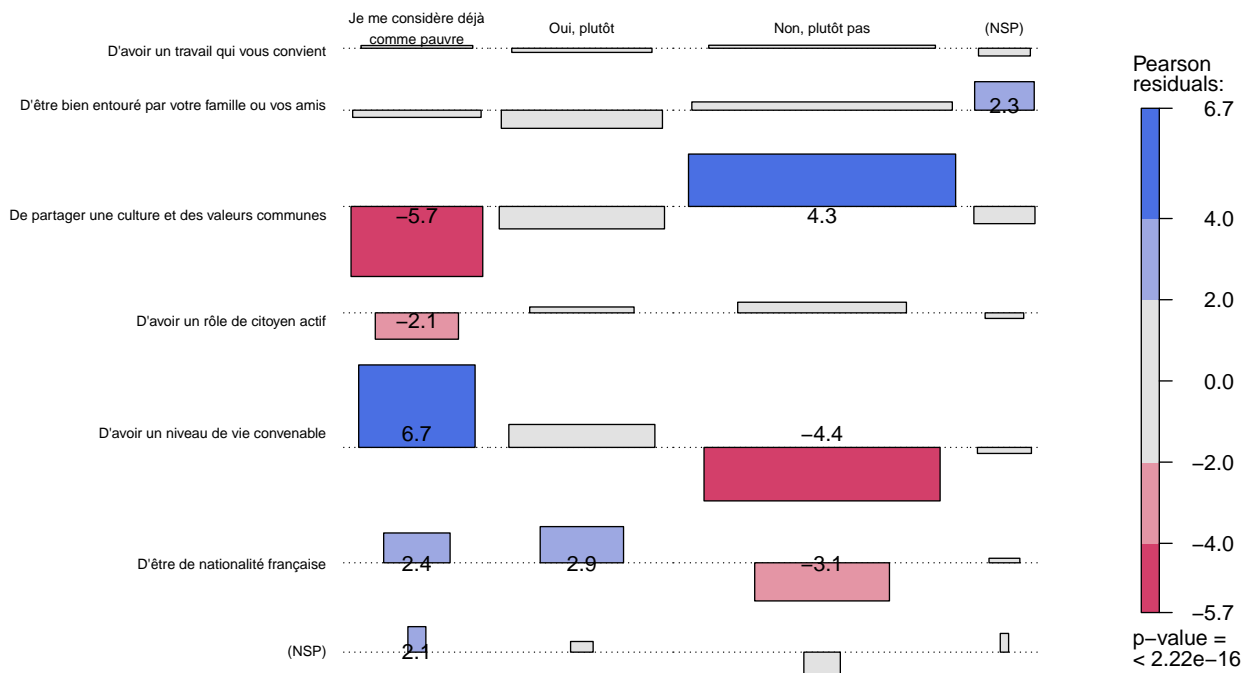 Je me considère déjà
comme pauvre
Oui, plutôt
Non, plutôt pas
(NSP)
D'avoir un travail qui vous convient
D'être bien entouré par votre famille ou vos amis
2.3
De partager une culture et des valeurs communes
−5.7
4.3
D'avoir un rôle de citoyen actif
−2.1
D'avoir un niveau de vie convenable
6.7
−4.4
D'être de nationalité française
2.4
2.9
−3.1
(NSP)
2.1
Pearson
residuals:
6.7
4.0
2.0
0.0
−2.0
−4.0
−5.7
p−value =
< 2.22e−16